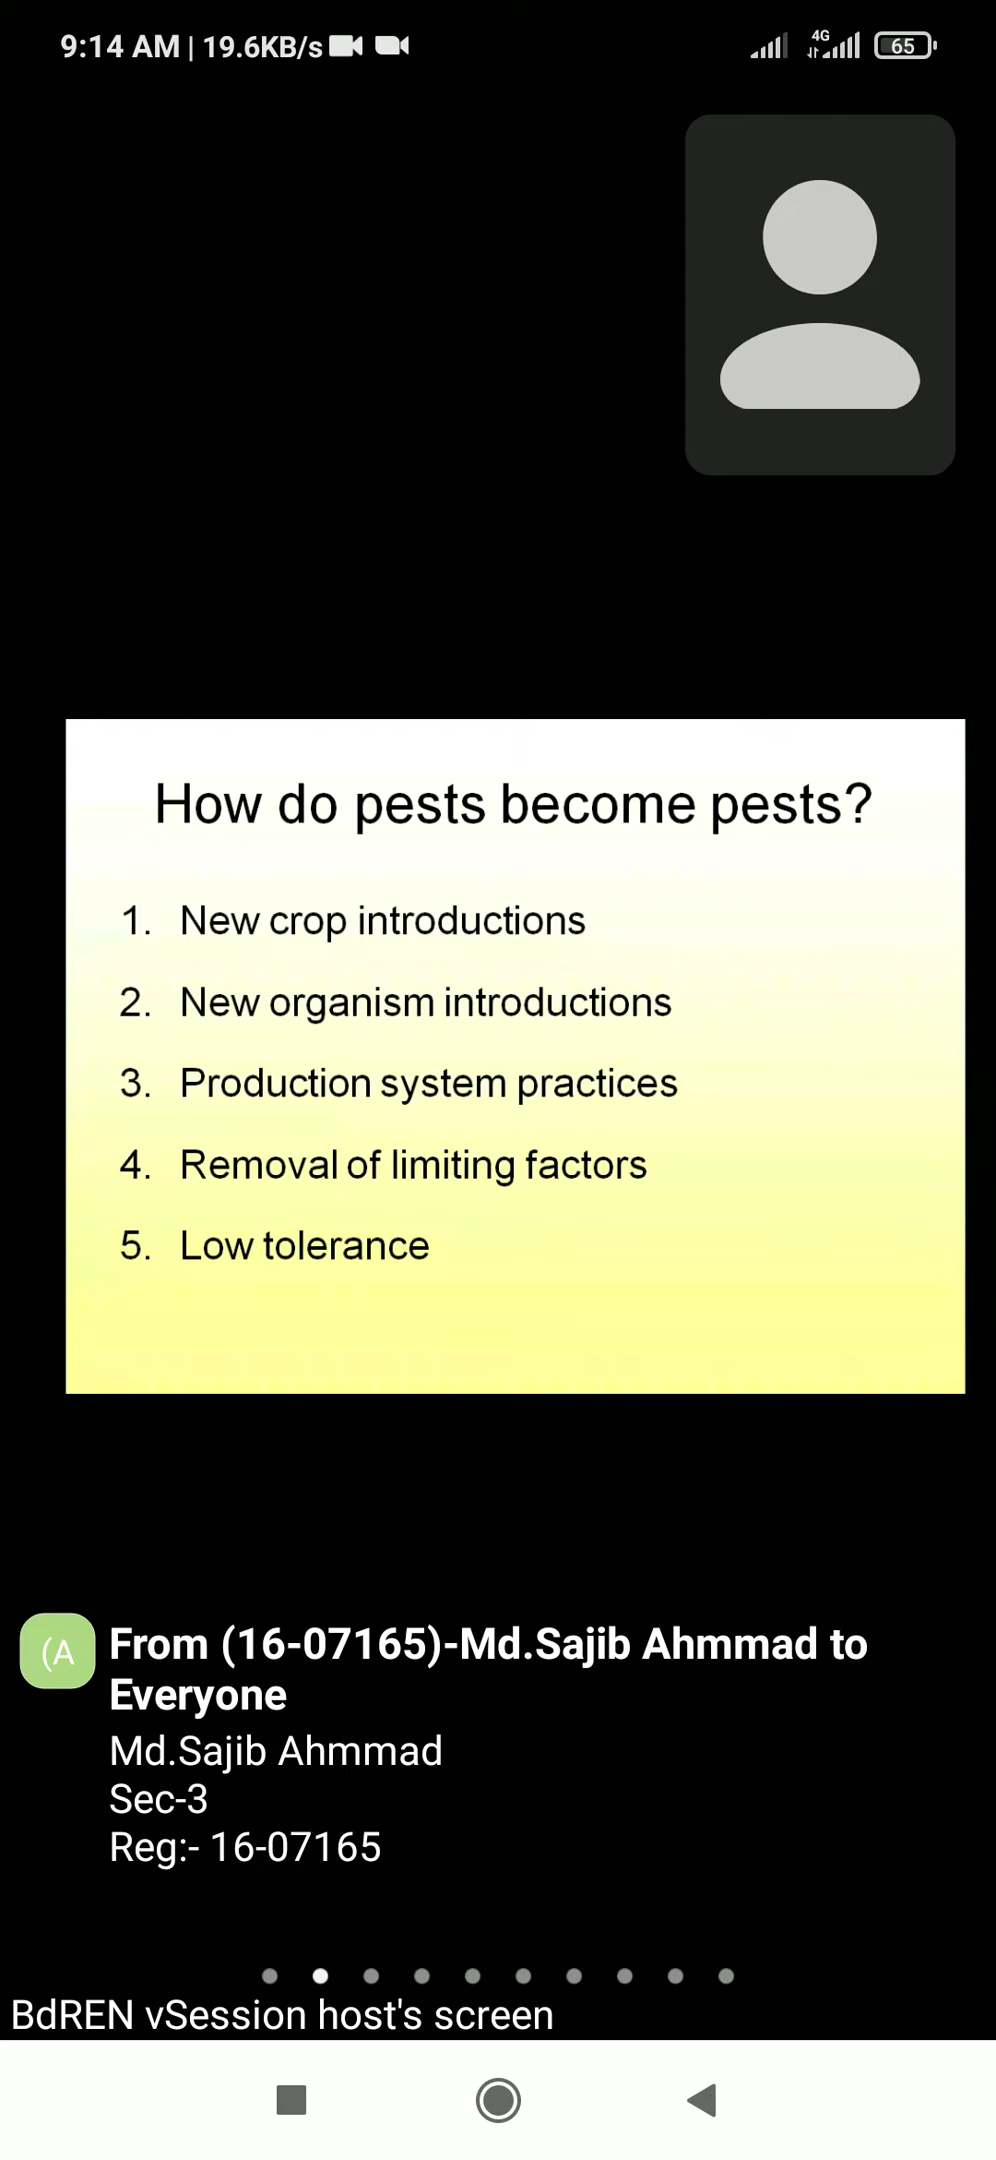 9:14 AM | 19.6KB/s
4G
65
How do pests become pests?
1. New crop introductions
2. New organism introductions
3. Production system practices
4. Removal of limiting factors
5. Low tolerance
(A
From (16-07165)-Md.Sajib Ahmmad to
Everyone
Md.Sajib Ahmmad
Sec-3
Reg:- 16-07165
BdREN vSession host's screen